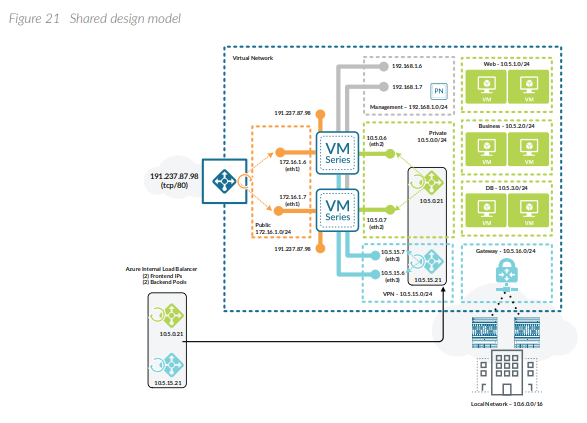 Figure 21 Shared design model
Virtual Network
192.168.1.6
192.168.1.7
PN
Management – 192.168.1.0/24
Web – 10.5.1.0/24
VM
VM
191.237.87.98
Business – 10.5.2.0/24
VM
VM
Private
10.5.0.0/24
10.5.0.6
(eth2)
VM
Series
172.16.1.6
(eth1)
191.237.87.98
(tcp/80)
10.5.0.21
DB – 10.5.3.0/24
VM
VM
172.16.1.7
(eth1)
VM
Series
10.5.0.7
(eth2)
Public
172.16.1.0/24
191.237.87.98
10.5.15.7
(eth3)
10.5.15.6
(eth3)
10.5.15.21
VPN – 10.5.15.0/24
Gateway – 10.5.16.0/24
Azure Internal Load Balancer
(2) Frontend IPs
(2) Backend Pools
10.5.0.21
10.5.15.21
Local Network – 10.6.0.0/16